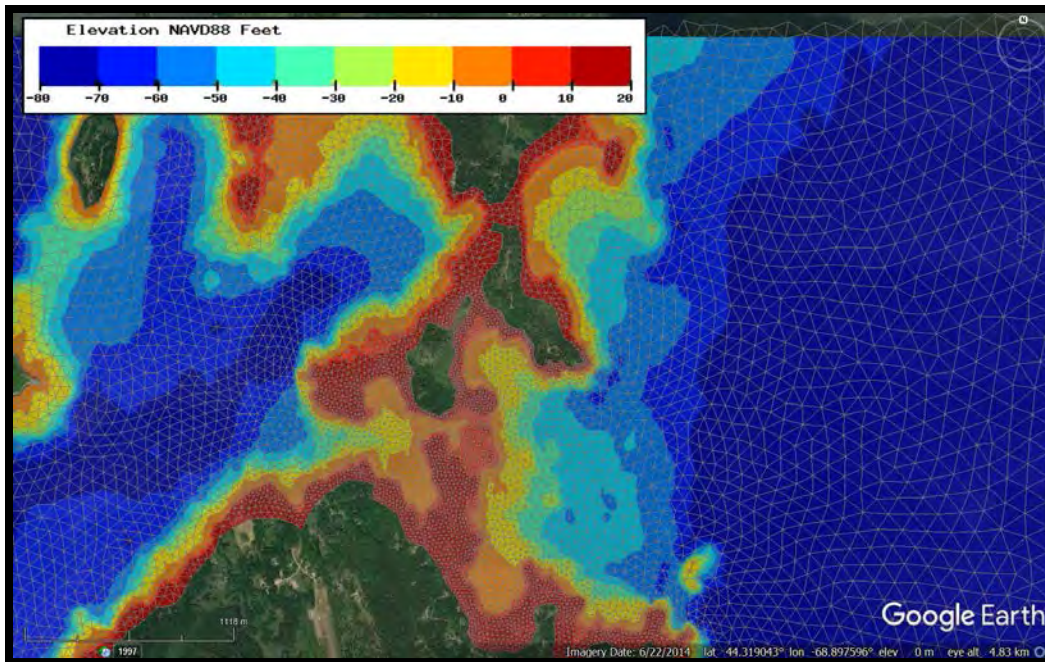 Elevation NAVD88 Feet
-80 -70 -60 -50 -40 -30 -20 -10 0 10 20
N
Google Earth
1118 m
1997
Imagery Date: 6/22/2014 lat 44.319043° lon -68.897596° elev 0 m eye alt 4.83 km